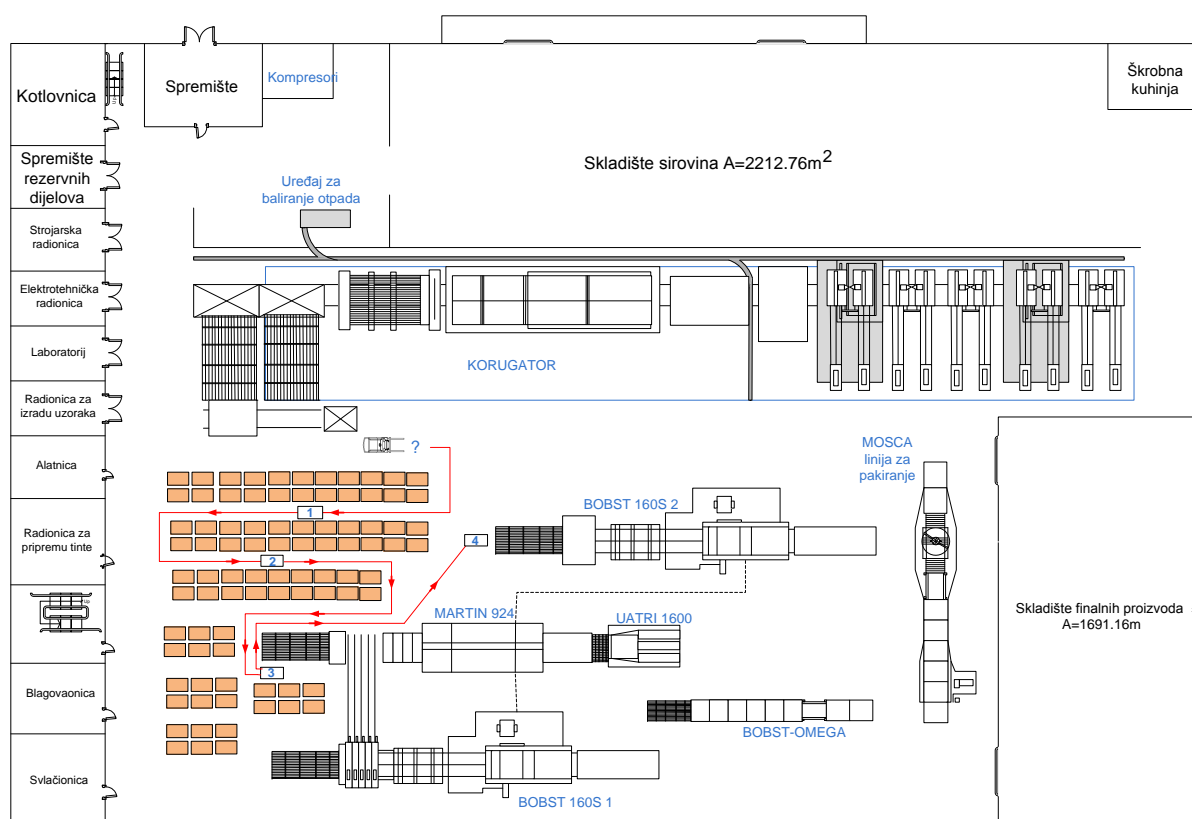 Kotlovnica
Up
Spremište
Kompresori
Škrobna
kuhinja
Spremište
rezervnih
dijelova
Skladište sirovina A=2212.76m2
Uređaj za
baliranje otpada
Strojarska
radionica
Elektrotehnička
radionica
Laboratorij
KORUGATOR
Radionica za
izradu uzoraka
?
MOSCA
linija za
pakiranje
Alatnica
BOBST 160S 2
1
Radionica za
pripremu tinte
4
2
Up
MARTIN 924
UATRI 1600
Skladište finalnih proizvoda
A=1691.16m
3
Blagovaonica
BOBST-OMEGA
Svlačionica
BOBST 160S 1